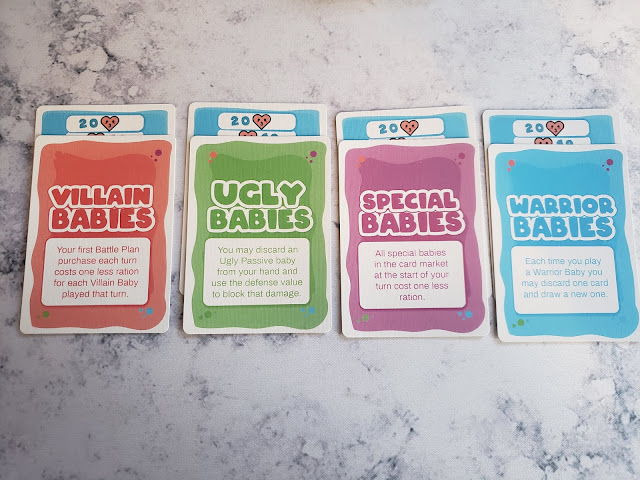 20
VILLAIN
BABIES
Your first Battle Plan
purchase each turn
costs one less ration
for each Villain Baby
played that turn.
20
UGLY
BABIES
You may discard an
Ugly Passive baby
from your hand and
use the defense value
to block that damage.
20
SPECIAL
BABIES
All special babies
in the card market
at the start of your
turn cost one less
ration.
20
WARRIOR
BABIES
Each time you play
a Warrior Baby you
may discard one card
and draw a new one.